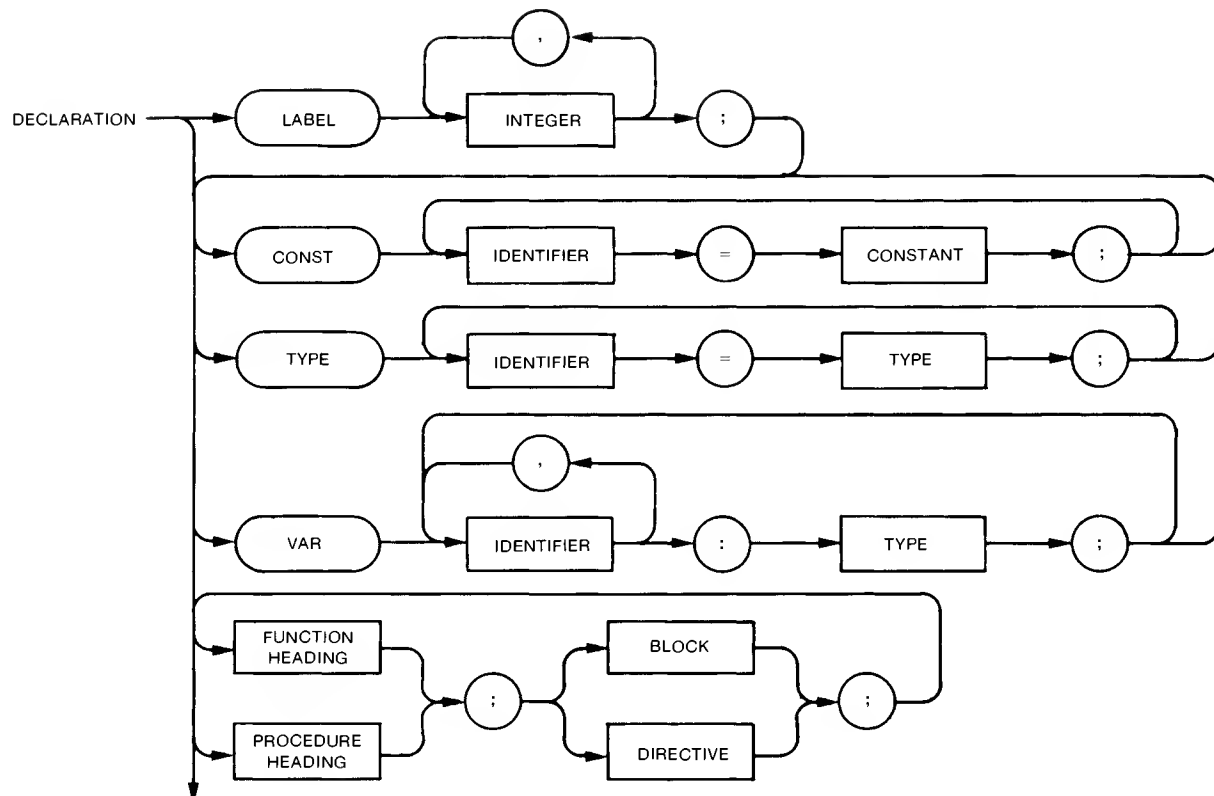 ,
DECLARATION
LABEL
INTEGER
;
CONST
IDENTIFIER
=
CONSTANT
;
TYPE
IDENTIFIER
=
TYPE
;
,
VAR
IDENTIFIER
:
TYPE
;
FUNCTION
HEADING
PROCEDURE
HEADING
;
BLOCK
DIRECTIVE
;